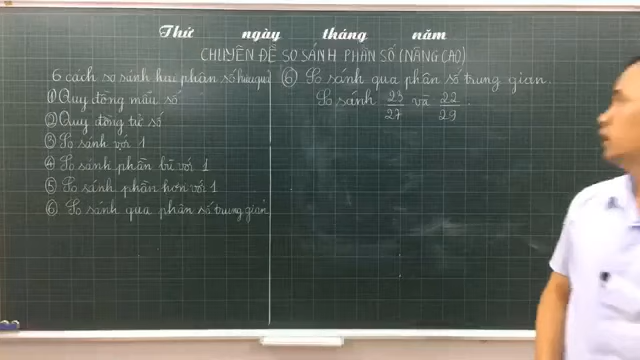 Thứ ngày tháng năm
CHUYÊN ĐỀ SO SÁNH PHÂN SỐ (NÂNG CAO)
6 cách so sánh hai phân số hiệu quả
① Quy đồng mẫu số
② Quy đồng tử số
③ So sánh với 1
④ So sánh phần bù với 1
⑤ So sánh phần hơn với 1
⑥ So sánh qua phân số trung gian
⑥ So sánh qua phân số trung gian.
So sánh 23/27 và 22/29.